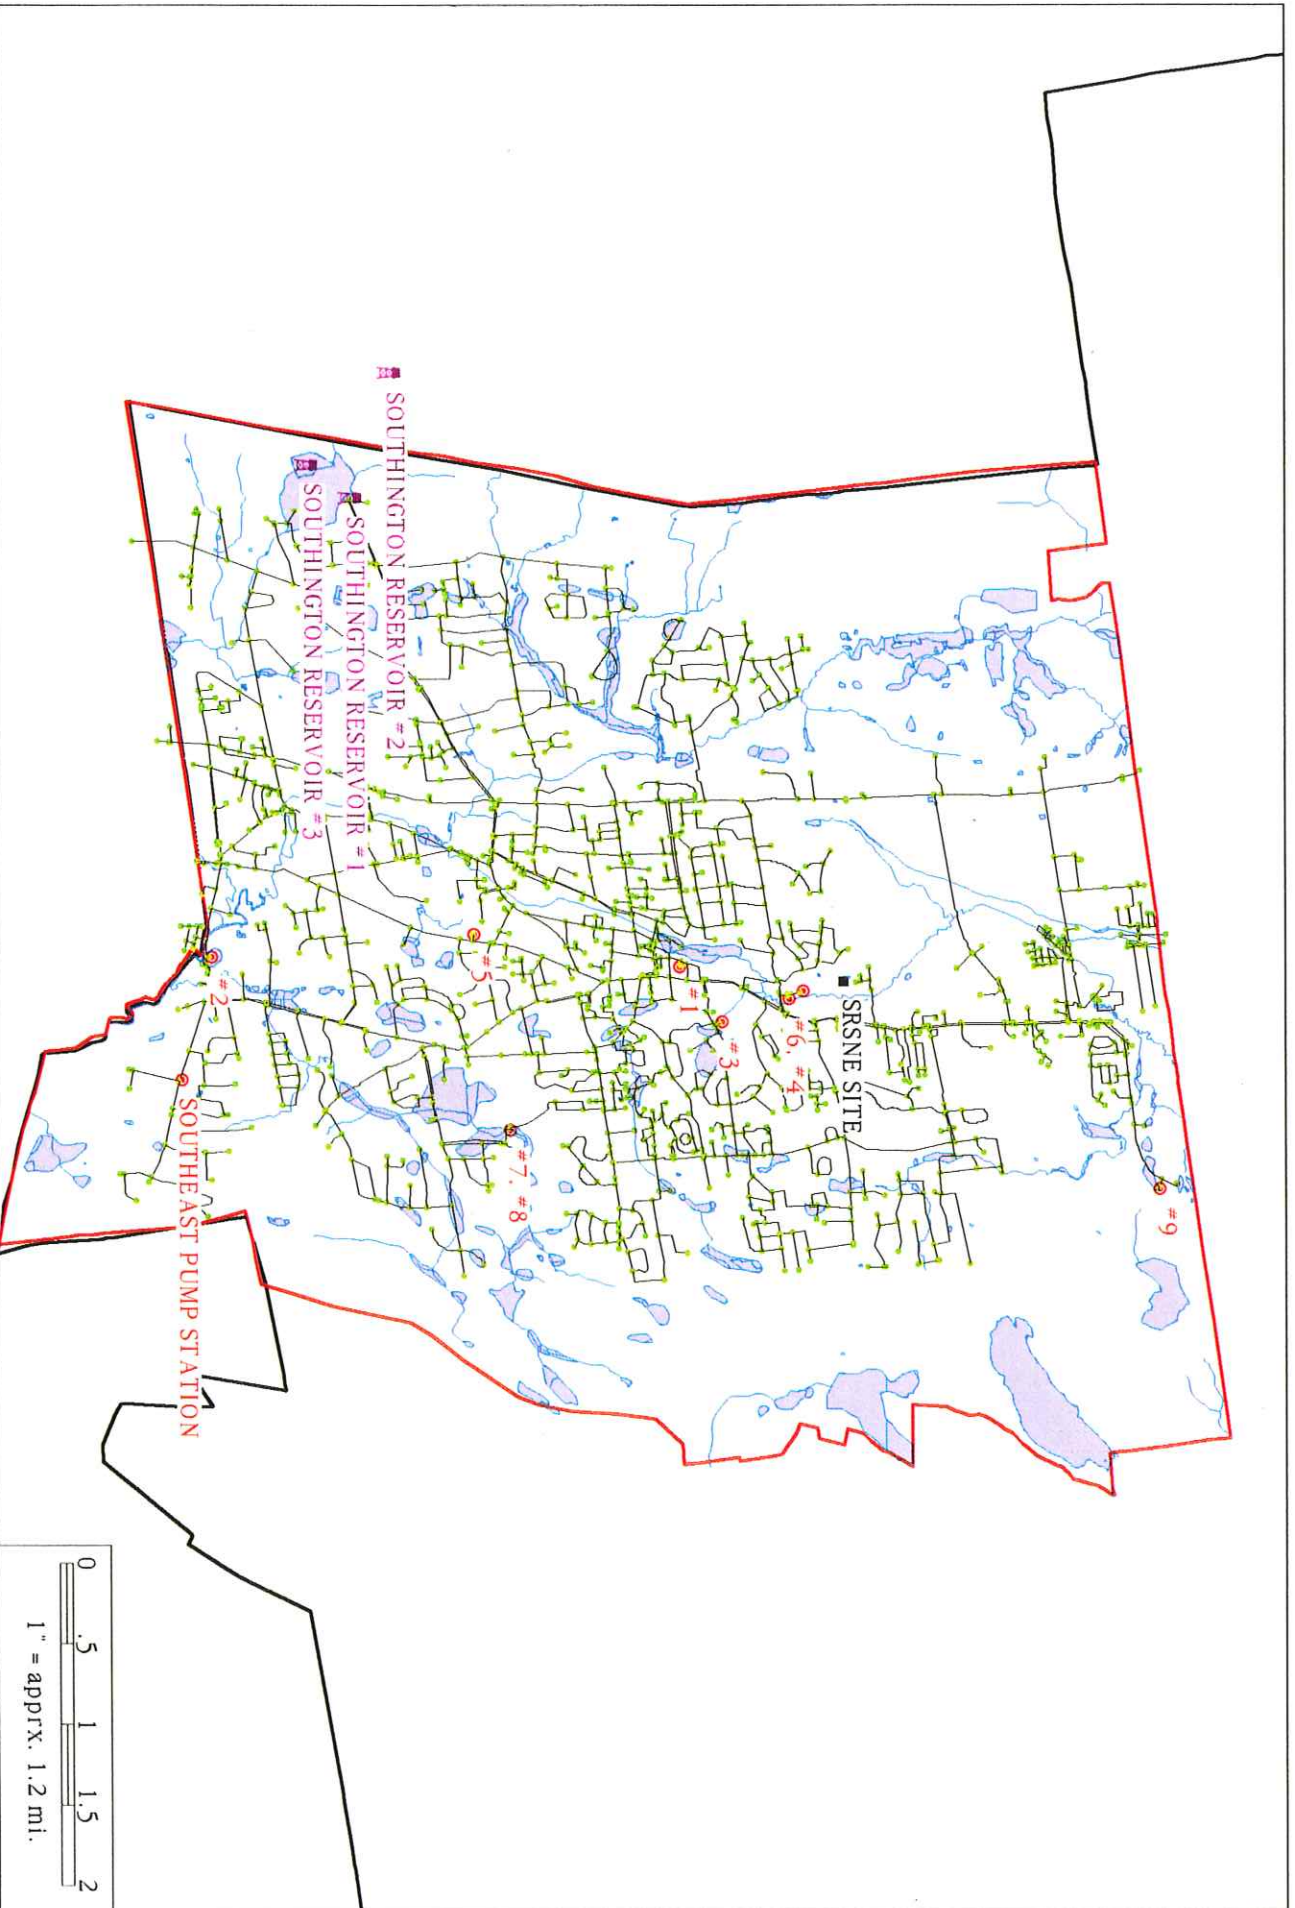 SOUTHINGTON RESERVOIR #2
SOUTHINGTON RESERVOIR #1
SOUTHINGTON RESERVOIR #3
#9
SRSNE SITE
#6, #4
#3
#1
#5
#7, #8
#2
SOUTHEAST PUMP STATION
0 .5 1 1.5 2
1" = apprx. 1.2 mi.